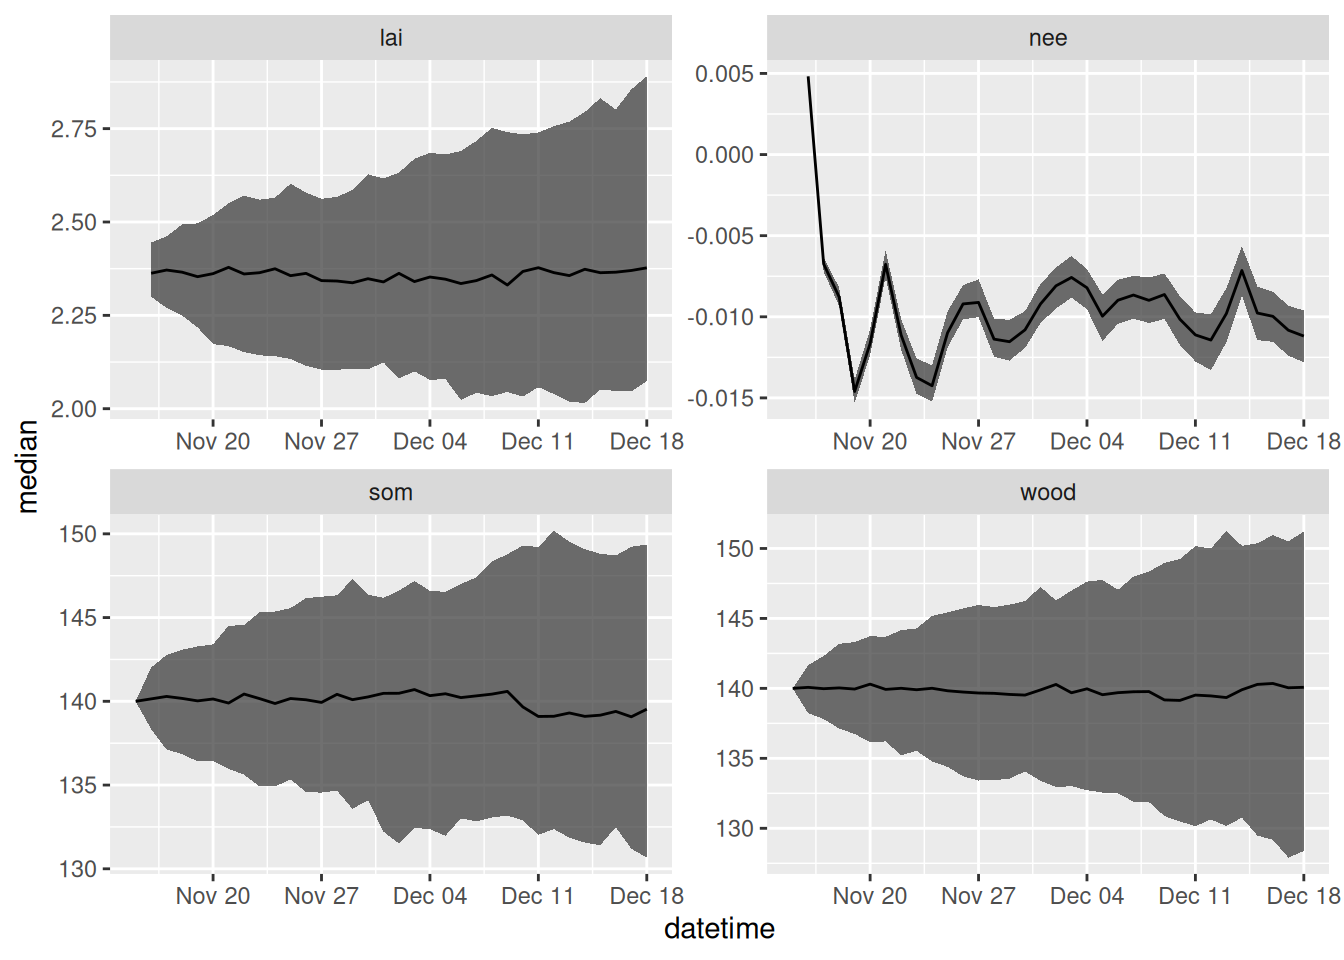 lai
nee
2.75
2.50
2.25
2.00
0.005
0.000
-0.005
-0.010
-0.015
Nov 20 Nov 27 Dec 04 Dec 11 Dec 18
Nov 20 Nov 27 Dec 04 Dec 11 Dec 18
median
som
wood
150
145
140
135
130
150
145
140
135
130
Nov 20 Nov 27 Dec 04 Dec 11 Dec 18
Nov 20 Nov 27 Dec 04 Dec 11 Dec 18
datetime